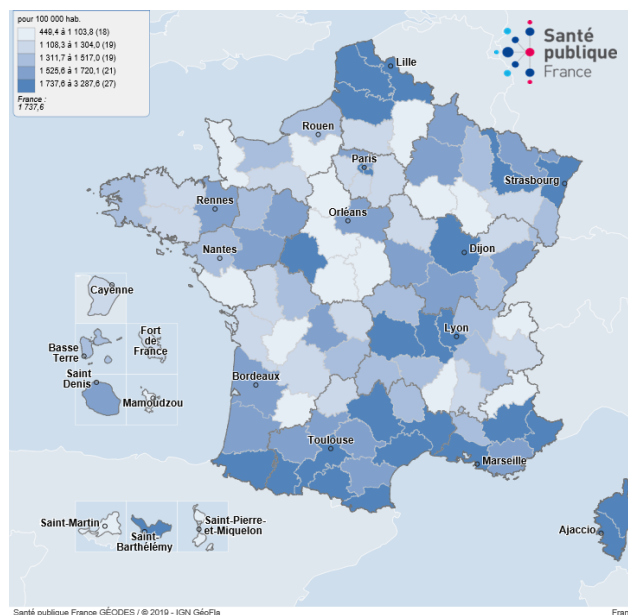 pour 100 000 hab.
449,4 à 1 103,8 (18)
1 108,3 à 1 304,0 (19)
1 311,7 à 1 517,0 (19)
1 525,6 à 1 720,1 (21)
1 737,6 à 3 287,6 (27)
France :
1 737,6
Santé
publique
France
Lille
Rouen
Paris
Strasbourg
Rennes
Orléans
Nantes
Dijon
Cayenne
Lyon
Basse
Terre
Fort
de
France
Saint
Denis
Bordeaux
Mamoudzou
Toulouse
Marseille
Saint-Martin
Saint-
Barthélémy
Saint-Pierre-
et-Miquelon
Ajaccio
Santé publique France GÉODES / © 2019 - IGN GéoFla